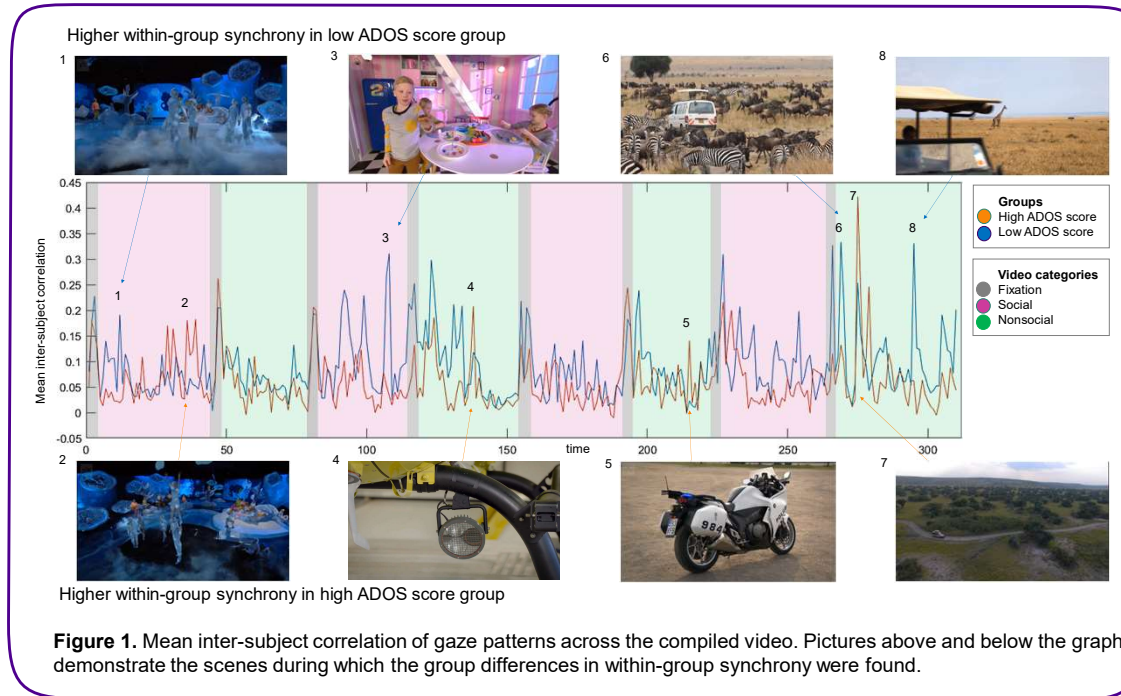 Higher within-group synchrony in low ADOS score group
1
3
6
8
2
0.45
0.4
0.35
0.3
0.25
0.2
0.15
0.1
0.05
0
-0.05
Mean inter-subject correlation
1
2
3
4
5
6
7
8
0
50
100
150
time
200
250
300
Groups
High ADOS score
Low ADOS score
Video categories
Fixation
Social
Nonsocial
2
4
5
7
984
Higher within-group synchrony in high ADOS score group
Figure 1. Mean inter-subject correlation of gaze patterns across the compiled video. Pictures above and below the graph
demonstrate the scenes during which the group differences in within-group synchrony were found.